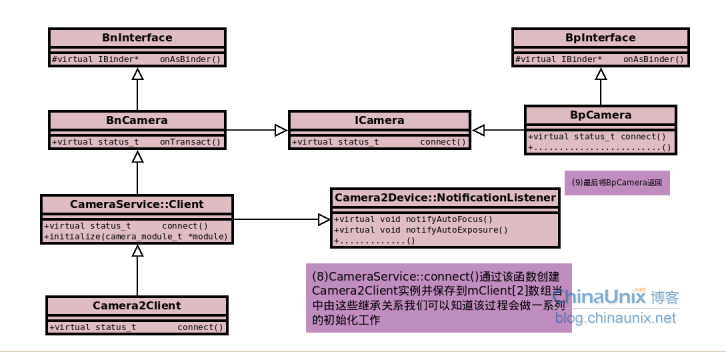 BnInterface
#virtual IBinder* onAsBinder()
BpInterface
#virtual IBinder* onAsBinder()
BnCamera
+virtual status_t onTransact()
ICamera
+virtual status_t connect()
BpCamera
+virtual status_t connect()
+........................()
(9)最后将BpCamera返回
CameraService::Client
+virtual status_t connect()
+initialize(camera_module_t *module)
Camera2Device::NotificationListener
+virtual void notifyAutoFocus()
+virtual void notifyAutoExposure()
+.............()
Camera2Client
+virtual status_t connect()
(8)CameraService::connect()通过该函数创建
Camera2Client实例并保存到mClient[2]数组当
中由这些继承关系我们可以知道该过程会做一系列
的初始化工作
ChinaUnix.net 博客
blog.chinaunix.net